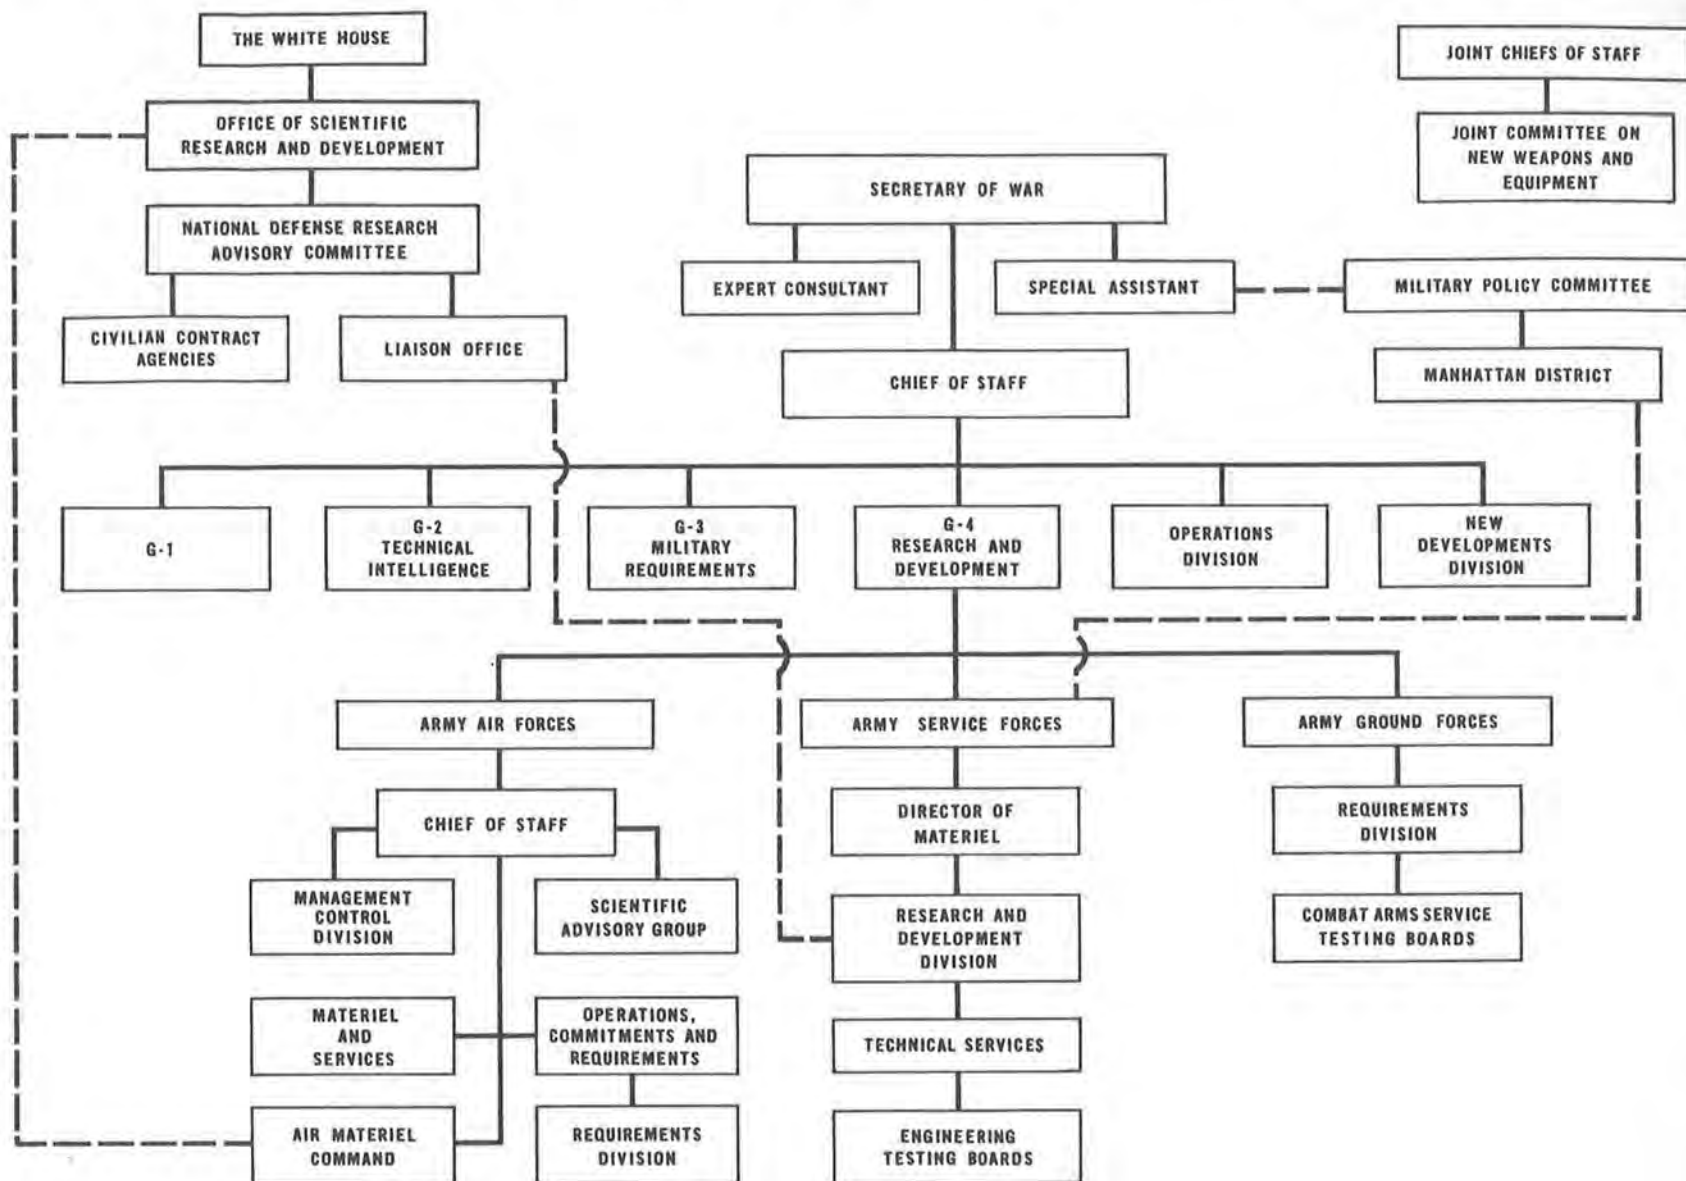 THE WHITE HOUSE
JOINT CHIEFS OF STAFF
OFFICE OF SCIENTIFIC
RESEARCH AND DEVELOPMENT
JOINT COMMITTEE ON
NEW WEAPONS AND
EQUIPMENT
SECRETARY OF WAR
NATIONAL DEFENSE RESEARCH
ADVISORY COMMITTEE
EXPERT CONSULTANT
SPECIAL ASSISTANT
MILITARY POLICY COMMITTEE
CIVILIAN CONTRACT
AGENCIES
LIAISON OFFICE
CHIEF OF STAFF
MANHATTAN DISTRICT
G-1
G-2
TECHNICAL
INTELLIGENCE
G-3
MILITARY
REQUIREMENTS
G-4
RESEARCH AND
DEVELOPMENT
OPERATIONS
DIVISION
NEW
DEVELOPMENTS
DIVISION
ARMY AIR FORCES
ARMY SERVICE FORCES
ARMY GROUND FORCES
CHIEF OF STAFF
DIRECTOR OF
MATERIEL
REQUIREMENTS
DIVISION
MANAGEMENT
CONTROL
DIVISION
SCIENTIFIC
ADVISORY GROUP
RESEARCH AND
DEVELOPMENT
DIVISION
COMBAT ARMS SERVICE
TESTING BOARDS
MATERIEL
AND
SERVICES
OPERATIONS,
COMMITMENTS AND
REQUIREMENTS
TECHNICAL SERVICES
AIR MATERIEL
COMMAND
REQUIREMENTS
DIVISION
ENGINEERING
TESTING BOARDS